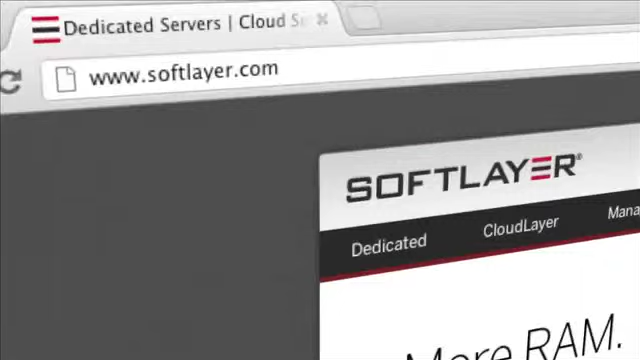 Dedicated Servers | Cloud
www.softlayer.com
SOFTLAYER®
Dedicated CloudLayer
More RAM.